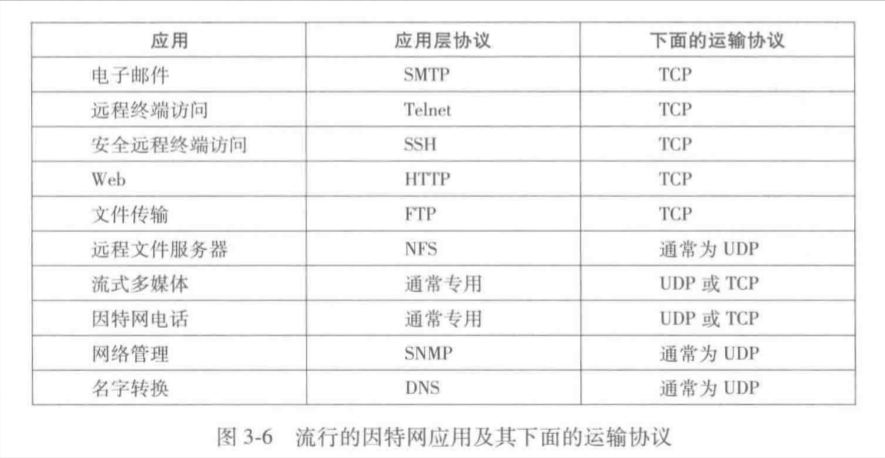 应用 应用层协议 下面的运输协议
电子邮件 SMTP TCP
远程终端访问 Telnet TCP
安全远程终端访问 SSH TCP
Web HTTP TCP
文件传输 FTP TCP
远程文件服务器 NFS 通常为 UDP
流式多媒体 通常专用 UDP 或 TCP
因特网电话 通常专用 UDP 或 TCP
网络管理 SNMP 通常为 UDP
名字转换 DNS 通常为 UDP
图 3-6 流行的因特网应用及其下面的运输协议